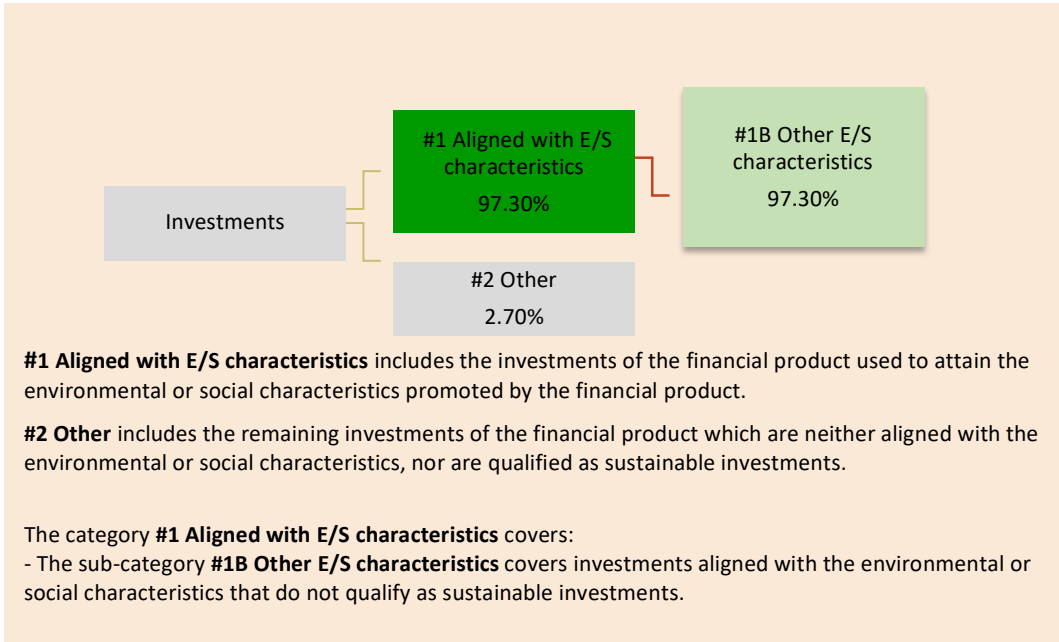 #1 Aligned with E/S
characteristics
97.30%
#1B Other E/S
characteristics
97.30%
Investments
#2 Other
2.70%
#1 Aligned with E/S characteristics includes the investments of the financial product used to attain the
environmental or social characteristics promoted by the financial product.
#2 Other includes the remaining investments of the financial product which are neither aligned with the
environmental or social characteristics, nor are qualified as sustainable investments.
The category #1 Aligned with E/S characteristics covers:
- The sub-category #1B Other E/S characteristics covers investments aligned with the environmental or
social characteristics that do not qualify as sustainable investments.